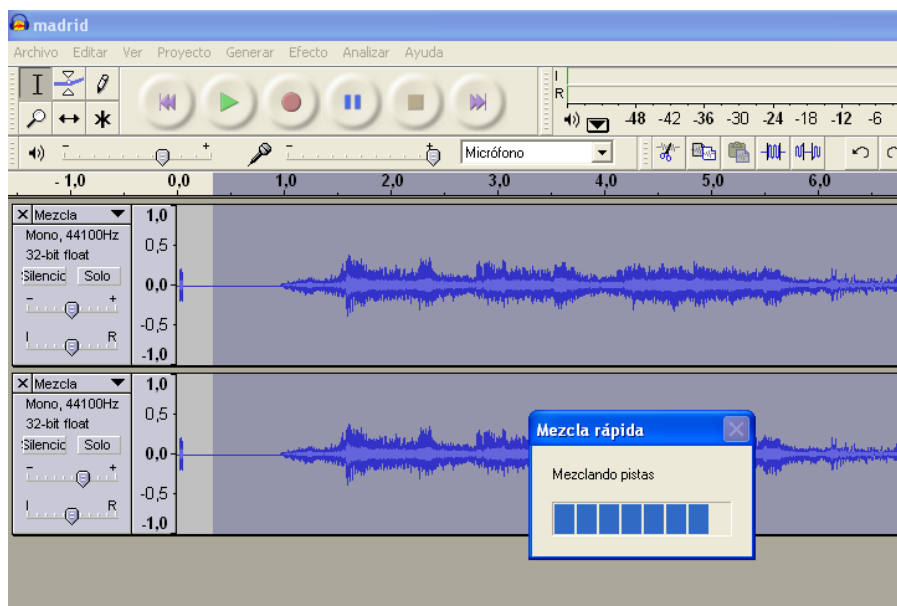 madrid
Archivo Editar Ver Proyecto Generar Efecto Analizar Ayuda
I
R
-48 -42 -36 -30 -24 -18 -12 -6
Micrófono
- 1,0 0,0 1,0 2,0 3,0 4,0 5,0 6,0
Mezcla
Mono, 44100Hz
32-bit float
Silencic Solo
- +
I R
1,0
0,5
0,0
-0,5
-1,0
Mezcla
Mono, 44100Hz
32-bit float
Silencic Solo
- +
I R
1,0
0,5
0,0
-0,5
-1,0
Mezcla rápida
Mezclando pistas